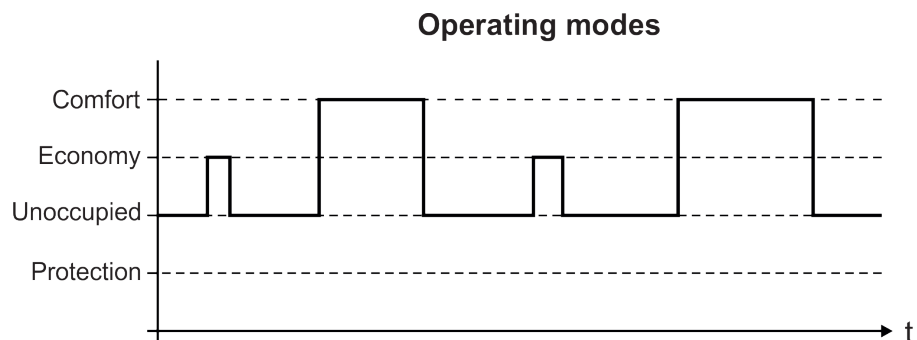 Operating modes
Comfort
Economy
Unoccupied
Protection
t